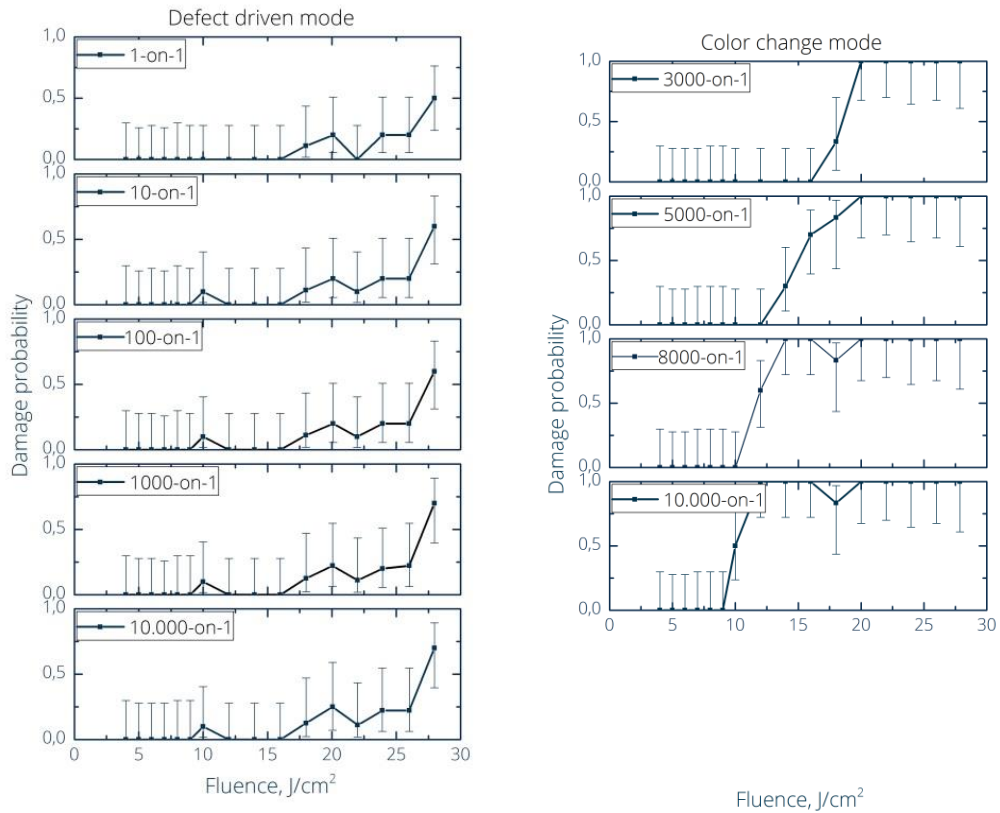 Defect driven mode
1,0
1-on-1
0,5
0,0
1,0
10-on-1
0,5
0,0
1,0
100-on-1
0,5
0,0
1,0
1000-on-1
0,5
0,0
1,0
10.000-on-1
0,5
0,0
0 5 10 15 20 25 30
Damage probability
Fluence, J/cm²
Color change mode
1,0
3000-on-1
0,5
0,0
1,0
5000-on-1
0,5
0,0
1,0
8000-on-1
0,5
0,0
1,0
10.000-on-1
0,5
0,0
0 5 10 15 20 25 30
Damage probability
Fluence, J/cm²